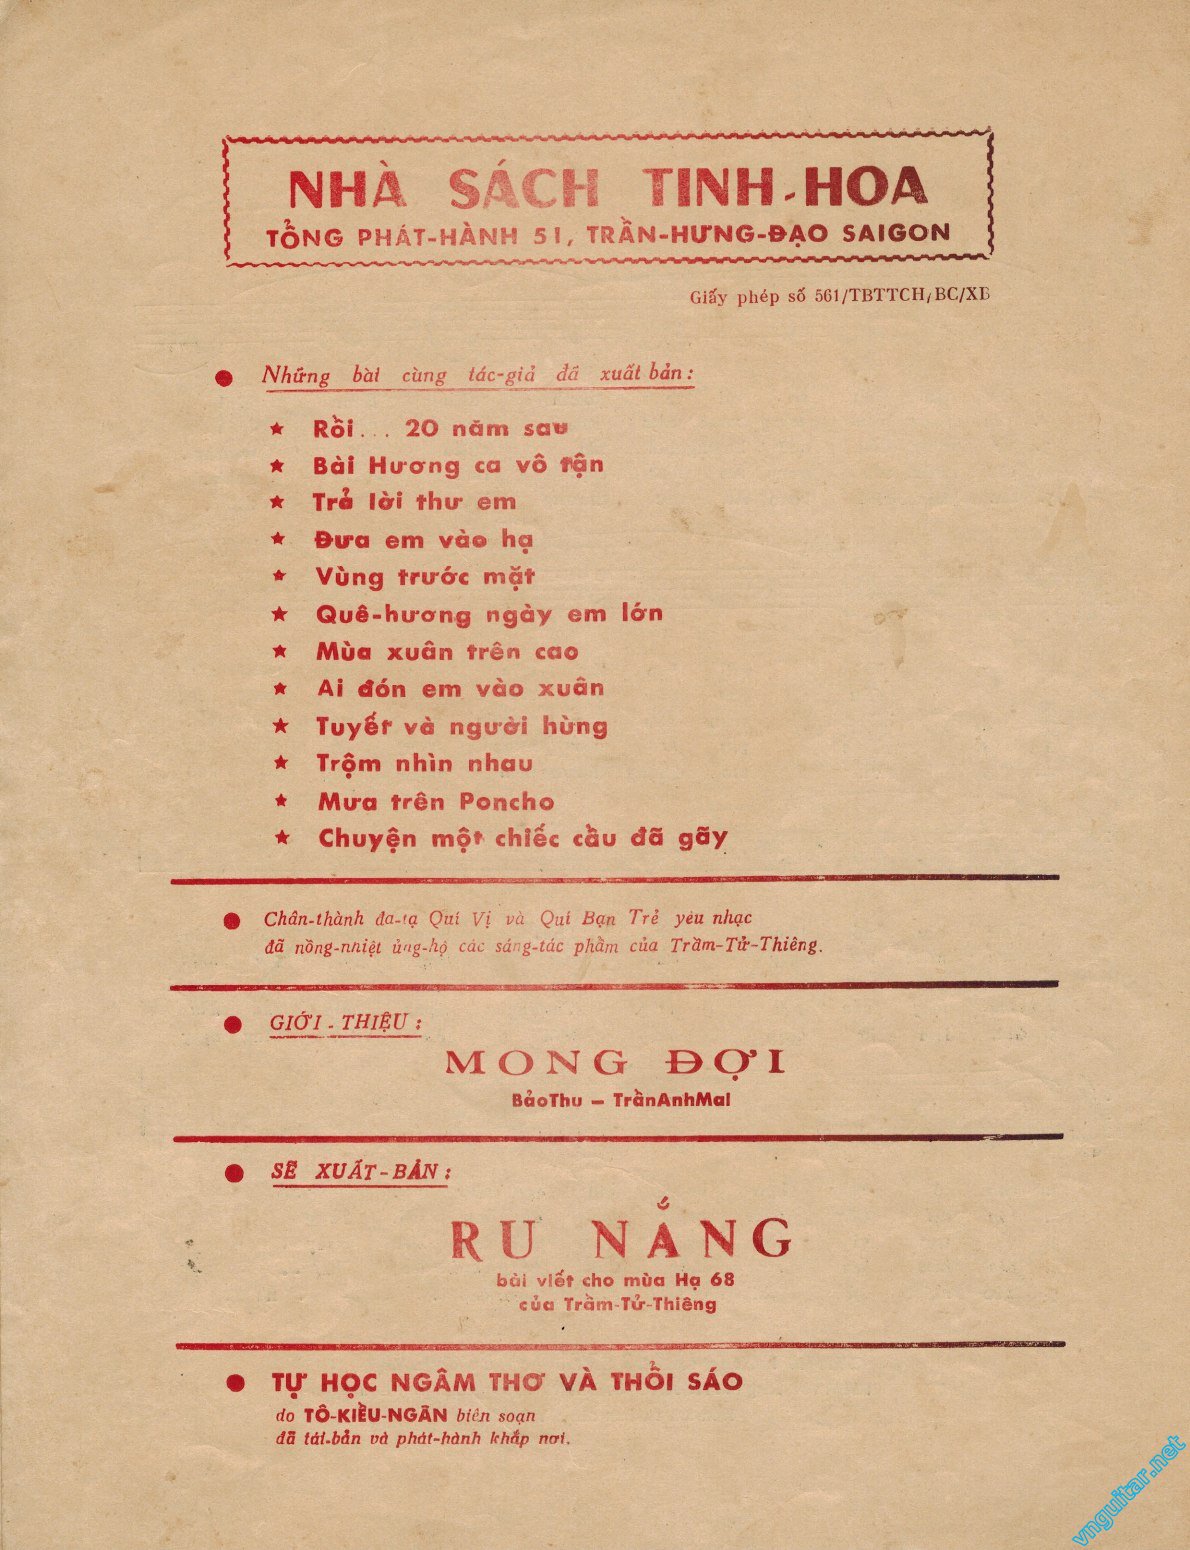 NHÀ SÁCH TINH-HOA
TỔNG PHÁT-HÀNH 51, TRẦN-HƯNG-ĐẠO SAIGON
Giấy phép số 561/TBTTCH/BC/XB
● Những bài cùng tác-giả đã xuất bản:
★ Rồi... 20 năm sau
★ Bài Hương ca vô tận
★ Trả lời thư em
★ Đưa em vào hạ
★ Vùng trước mặt
★ Quê-hương ngày em lớn
★ Mùa xuân trên cao
★ Ai đón em vào xuân
★ Tuyết và người hùng
★ Trộm nhìn nhau
★ Mưa trên Poncho
★ Chuyện một chiếc cầu đã gãy
● Chân-thành đa-tạ Quí Vị và Quí Bạn Trẻ yêu nhạc
đã nồng-nhiệt ủng-hộ các sáng-tác phẩm của Trầm-Tử-Thiêng.
● GIỚI-THIỆU:
MONG ĐỢI
BảoThu – TrầnAnhMai
● SẼ XUẤT-BẢN:
RU NẮNG
bài viết cho mùa Hạ 68
của Trầm-Tử-Thiêng
● TỰ HỌC NGÂM THƠ VÀ THỔI SÁO
do TÔ-KIỀU-NGÂN biên soạn
đã tái-bản và phát-hành khắp nơi.
vnguitar.net